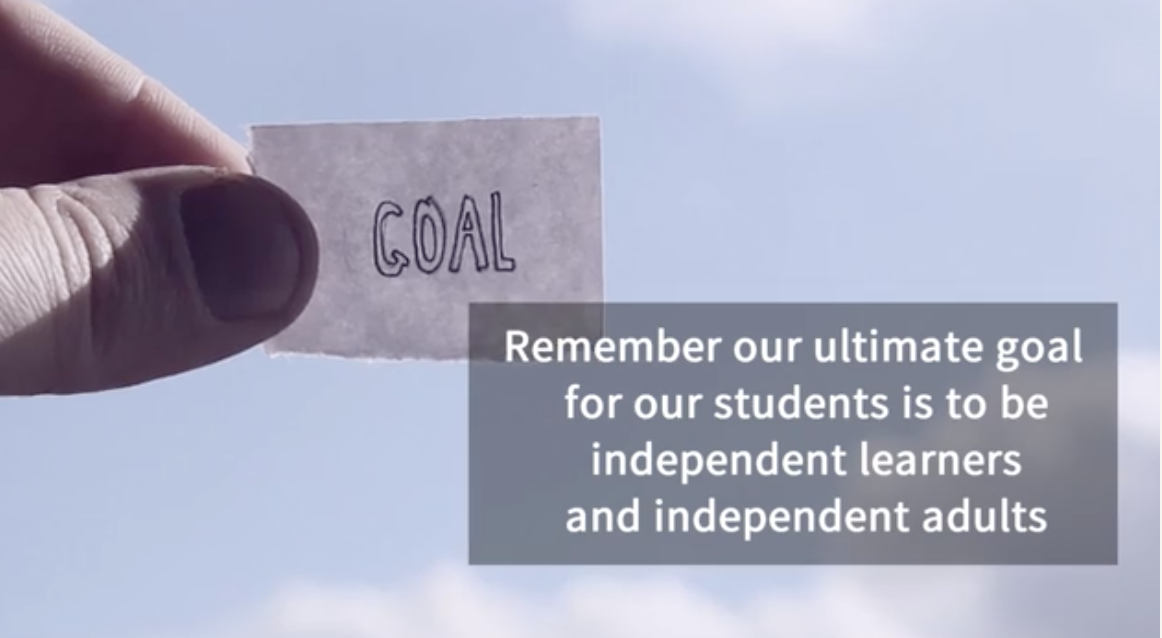 GOAL
Remember our ultimate goal
for our students is to be
independent learners
and independent adults